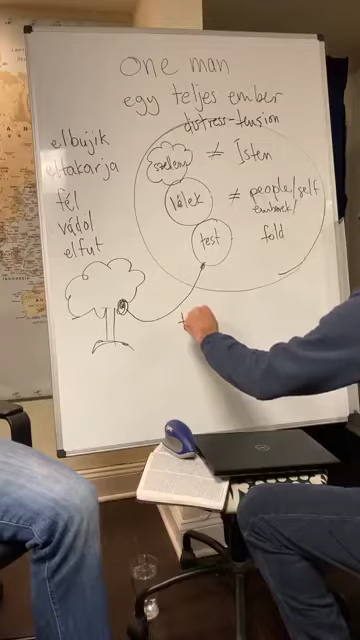 One man
egy teljes ember
distress-tension
elbujik
eltakarja
fél
vádol
elfut
szellem ≠ Isten
lélek ≠ people/self
emberek/
test föld